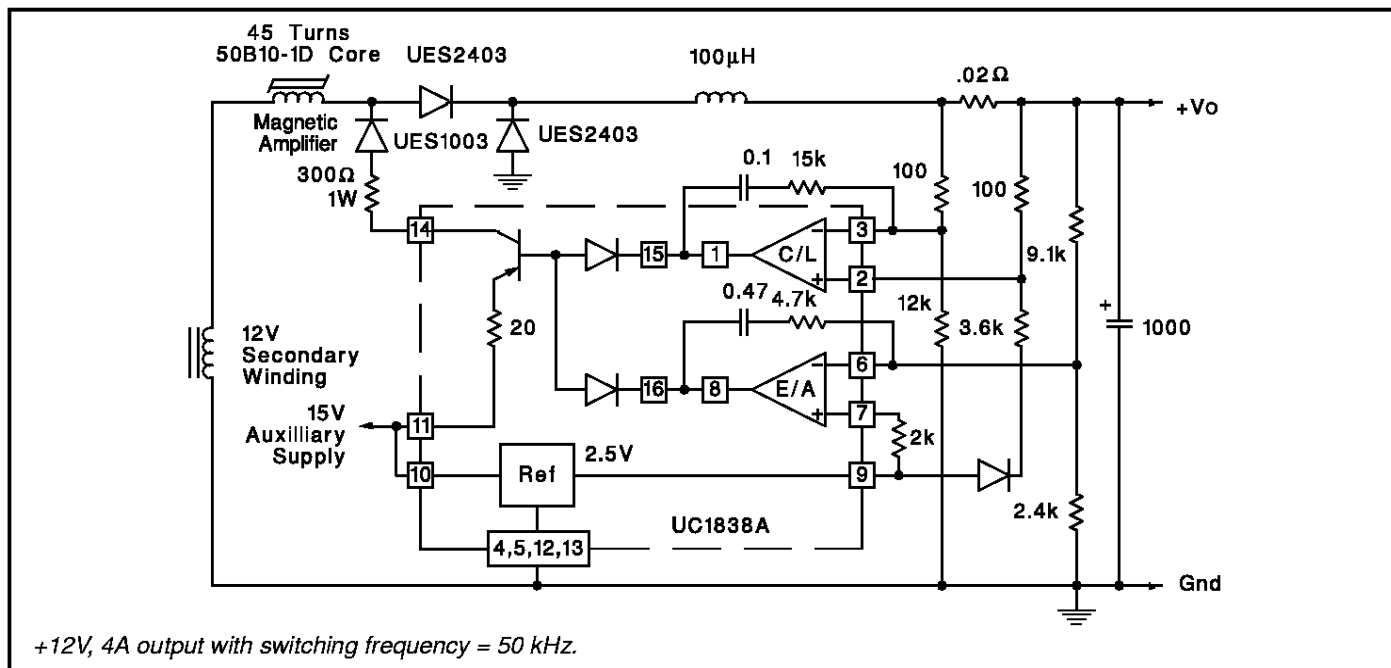 45 Turns
50B10-1D Core
UES2403
100µH
.02Ω
+Vo
Magnetic
Amplifier
UES1003
UES2403
300Ω
1W
0.1
15k
100
100
14
15
1
C/L
3
2
9.1k
12k
3.6k
+
1000
20
0.47
4.7k
12V
Secondary
Winding
16
8
E/A
6
7
15V
Auxilliary
Supply
11
2k
10
Ref
2.5V
9
2.4k
UC1838A
4,5,12,13
Gnd
+12V, 4A output with switching frequency = 50 kHz.